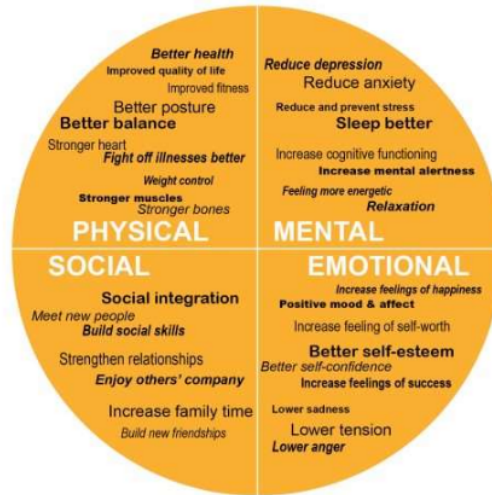 Better health
Improved quality of life
Improved fitness
Better posture
Better balance
Stronger heart
Fight off illnesses better
Weight control
Stronger muscles
Stronger bones
PHYSICAL
Reduce depression
Reduce anxiety
Reduce and prevent stress
Sleep better
Increase cognitive functioning
Increase mental alertness
Feeling more energetic
Relaxation
MENTAL
SOCIAL
Social integration
Meet new people
Build social skills
Strengthen relationships
Enjoy others' company
Increase family time
Build new friendships
EMOTIONAL
Increase feelings of happiness
Positive mood & affect
Increase feeling of self-worth
Better self-esteem
Better self-confidence
Increase feelings of success
Lower sadness
Lower tension
Lower anger